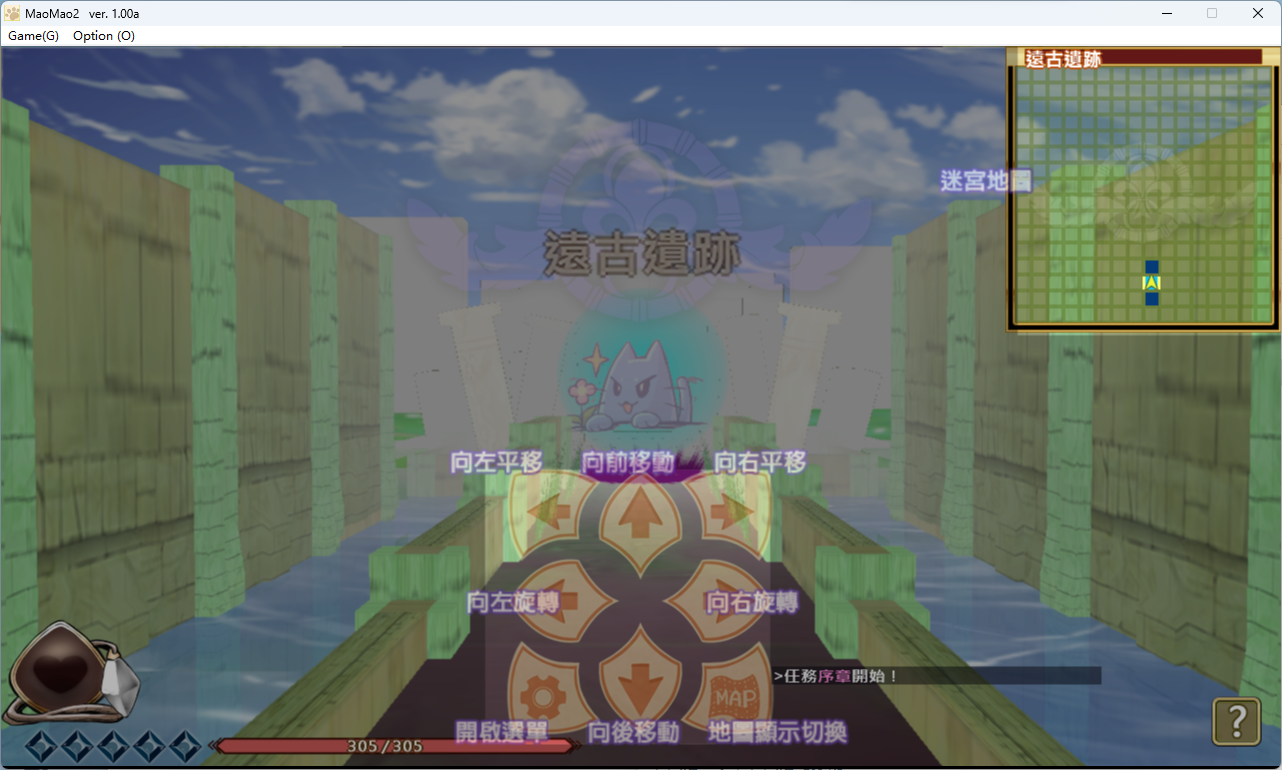 MaoMao2 ver. 1.00a
Game(G) Option (O)
遠古遺跡
迷宮地圖
遠古遺跡
向左平移 向前移動 向右平移
向左旋轉 向右旋轉
>任務序章開始！
MAP
開啟選單 向後移動 地圖顯示切換
305/305
?